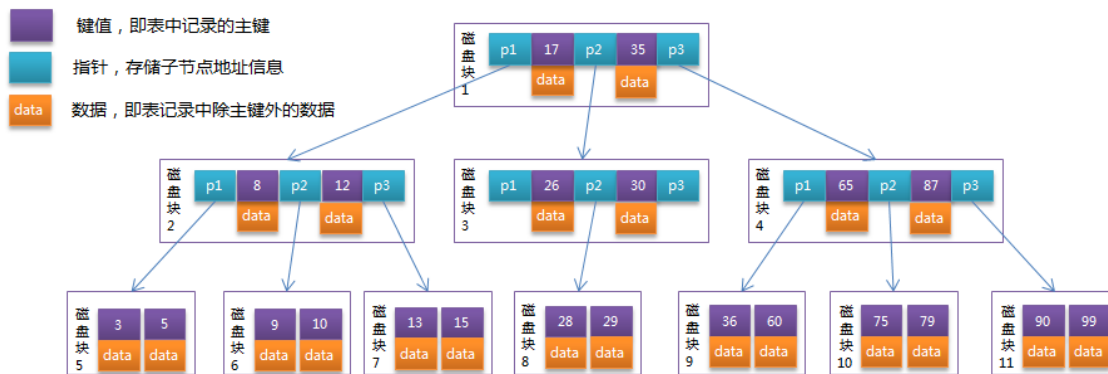 键值，即表中记录的主键
指针，存储子节点地址信息
data 数据，即表记录中除主键外的数据
磁盘块1
p1 17 p2 35 p3
data data
磁盘块2
p1 8 p2 12 p3
data data
磁盘块3
p1 26 p2 30 p3
data data
磁盘块4
p1 65 p2 87 p3
data data
磁盘块5
3 5
data data
磁盘块6
9 10
data data
磁盘块7
13 15
data data
磁盘块8
28 29
data data
磁盘块9
36 60
data data
磁盘块10
75 79
data data
磁盘块11
90 99
data data